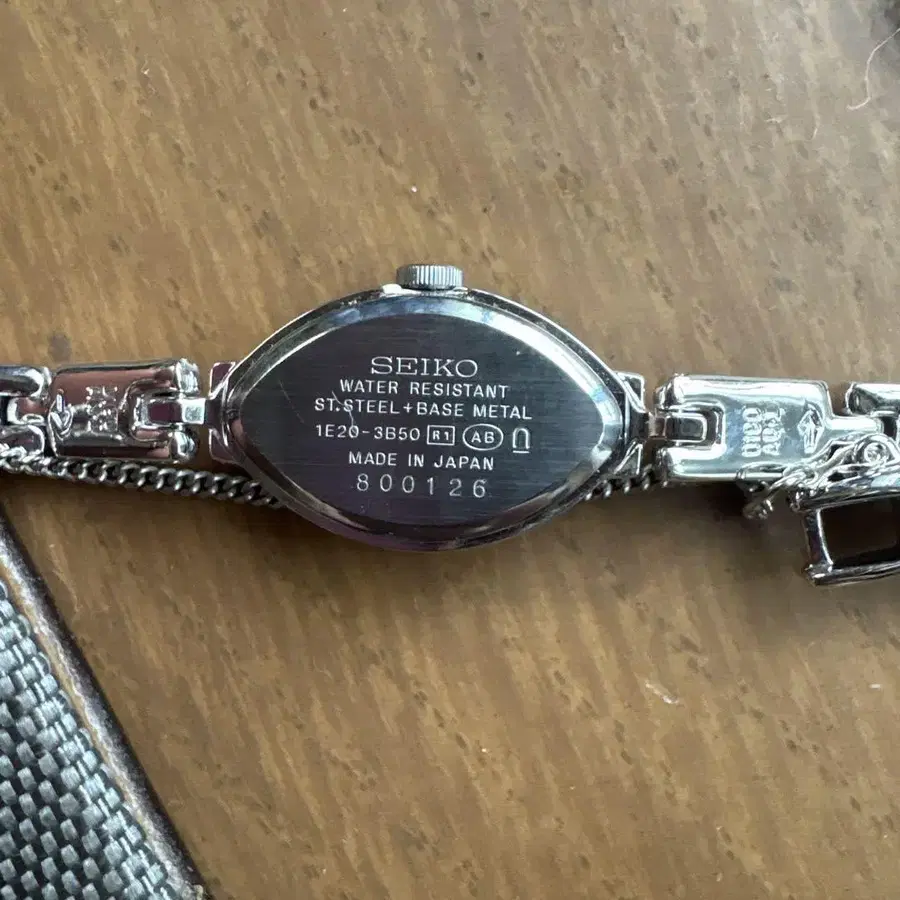 SEIKO
WATER RESISTANT
ST.STEEL+BASE METAL
1E20-3B50 R1 AB
MADE IN JAPAN
800126